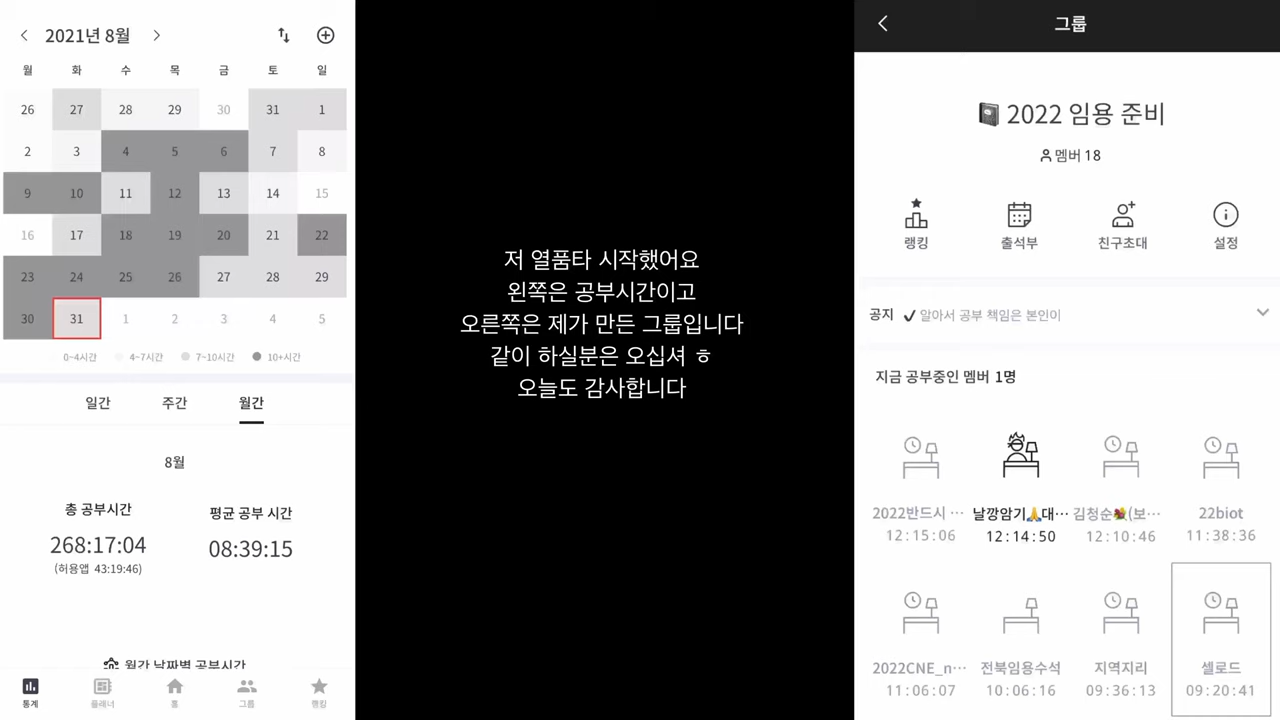 2021년 8월
월 화 수 목 금 토 일
26 27 28 29 30 31 1
2 3 4 5 6 7 8
9 10 11 12 13 14 15
16 17 18 19 20 21 22
23 24 25 26 27 28 29
30 31 1 2 3 4 5
0~4시간 4~7시간 7~10시간 10+시간
일간 주간 월간
8월
총 공부시간 평균 공부 시간
268:17:04 08:39:15
(허용앱 43:19:46)
월간 날짜별 공부시간
통계 플래너 홈 그룹 랭킹
저 열품타 시작했어요
왼쪽은 공부시간이고
오른쪽은 제가 만든 그룹입니다
같이 하실분은 오십셔 ㅎ
오늘도 감사합니다
그룹
2022 임용 준비
멤버 18
랭킹 출석부 친구초대 설정
공지 ✓ 알아서 공부 책임은 본인이
지금 공부중인 멤버 1명
2022반드시 … 날깡암기🙏대… 김청순💐(보… 22biot
12:15:06 12:14:50 12:10:46 11:38:36
2022CNE_n… 전북임용수석 지역지리 셀로드
11:06:07 10:06:16 09:36:13 09:20:41